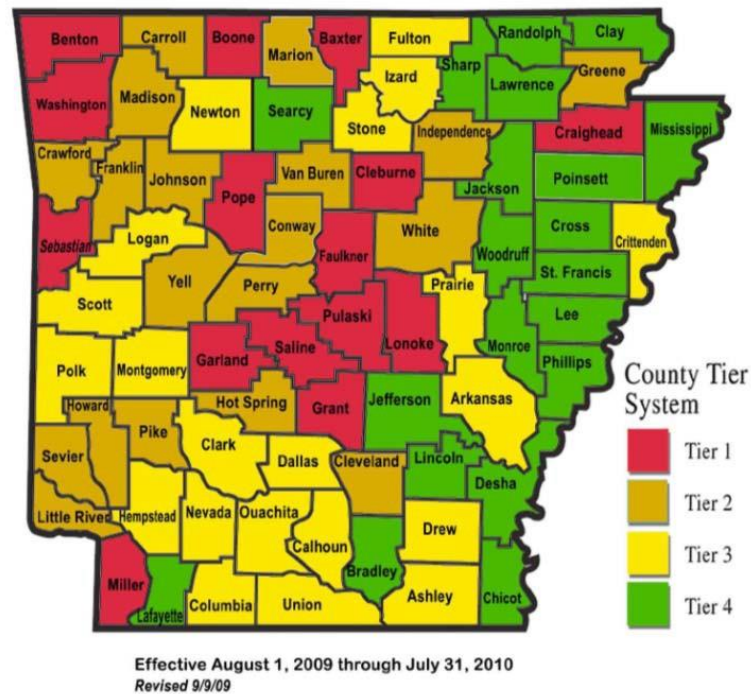 Benton
Carroll
Boone
Marion
Baxter
Fulton
Randolph
Clay
Sharp
Izard
Lawrence
Greene
Washington
Madison
Newton
Searcy
Stone
Independence
Craighead
Mississippi
Crawford
Franklin
Johnson
Pope
Van Buren
Cleburne
Jackson
Poinsett
Sebastian
Logan
Conway
White
Woodruff
Cross
Crittenden
Faulkner
St. Francis
Scott
Yell
Perry
Prairie
Pulaski
Lee
Saline
Lonoke
Monroe
Garland
Phillips
Polk
Montgomery
Hot Spring
Grant
Jefferson
Arkansas
Howard
Pike
Clark
Sevier
Dallas
Cleveland
Lincoln
Desha
Little River
Hempstead
Nevada
Ouachita
Calhoun
Drew
Bradley
Miller
Lafayette
Columbia
Union
Ashley
Chicot
County Tier
System
Tier 1
Tier 2
Tier 3
Tier 4
Effective August 1, 2009 through July 31, 2010
Revised 9/9/09